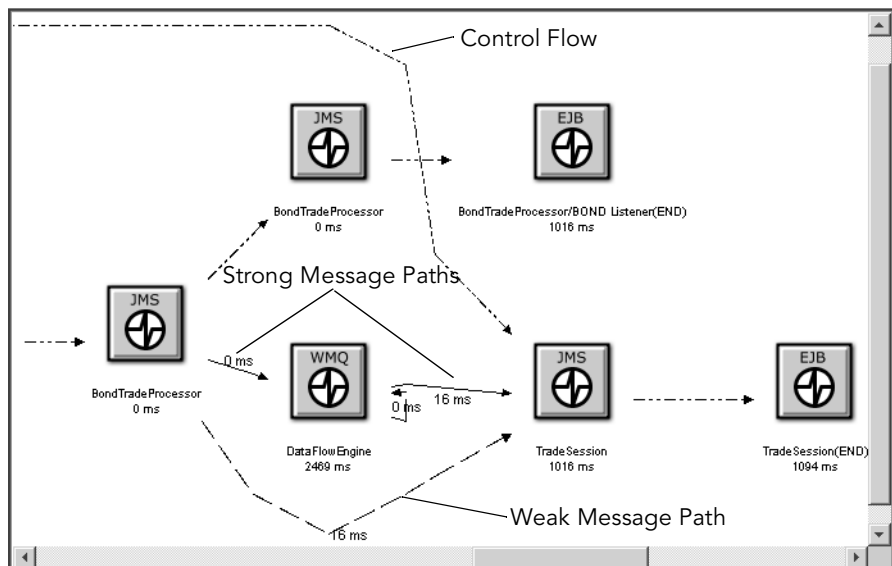 Control Flow
JMS
BondTradeProcessor
0 ms
EJB
BondTradeProcessor/BOND Listener(END)
1016 ms
Strong Message Paths
JMS
BondTradeProcessor
0 ms
0 ms
WMQ
DataFlowEngine
2469 ms
0 ms
16 ms
JMS
TradeSession
1016 ms
EJB
TradeSession(END)
1094 ms
Weak Message Path
16 ms